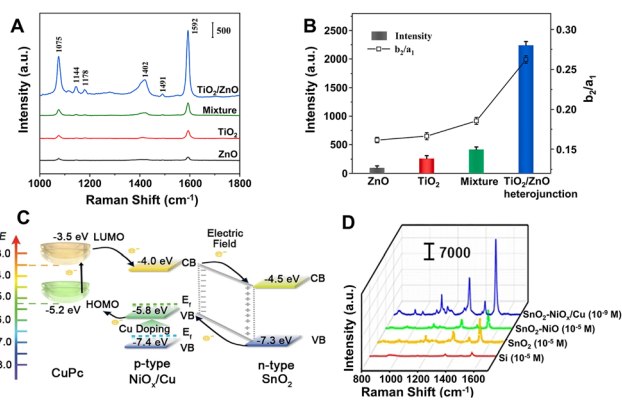 A
1075
1144
1178
1402
1491
1592
500
TiO2/ZnO
Mixture
TiO2
ZnO
Intensity (a.u.)
1000 1200 1400 1600 1800
Raman Shift (cm-1)
B
Intensity
b2/a1
2500
2000
1500
1000
500
0
Intensity (a.u.)
0.30
0.25
0.20
0.15
b2/a1
ZnO TiO2 Mixture TiO2/ZnO
heterojunction
C
E
-3.5 eV LUMO
-4.0 eV CB
Electric
Field
e-
-4.5 eV CB
HOMO
-5.2 eV
Ef
-5.8 eV
VB
Cu Doping
Ef
-7.4 eV VB
-7.3 eV VB
CuPc
p-type
NiOx/Cu
n-type
SnO2
D
7000
Intensity (a.u.)
SnO2-NiOx/Cu (10-9 M)
SnO2-NiO (10-5 M)
SnO2 (10-5 M)
Si (10-5 M)
800 1000 1200 1400 1600
Raman Shift (cm-1)